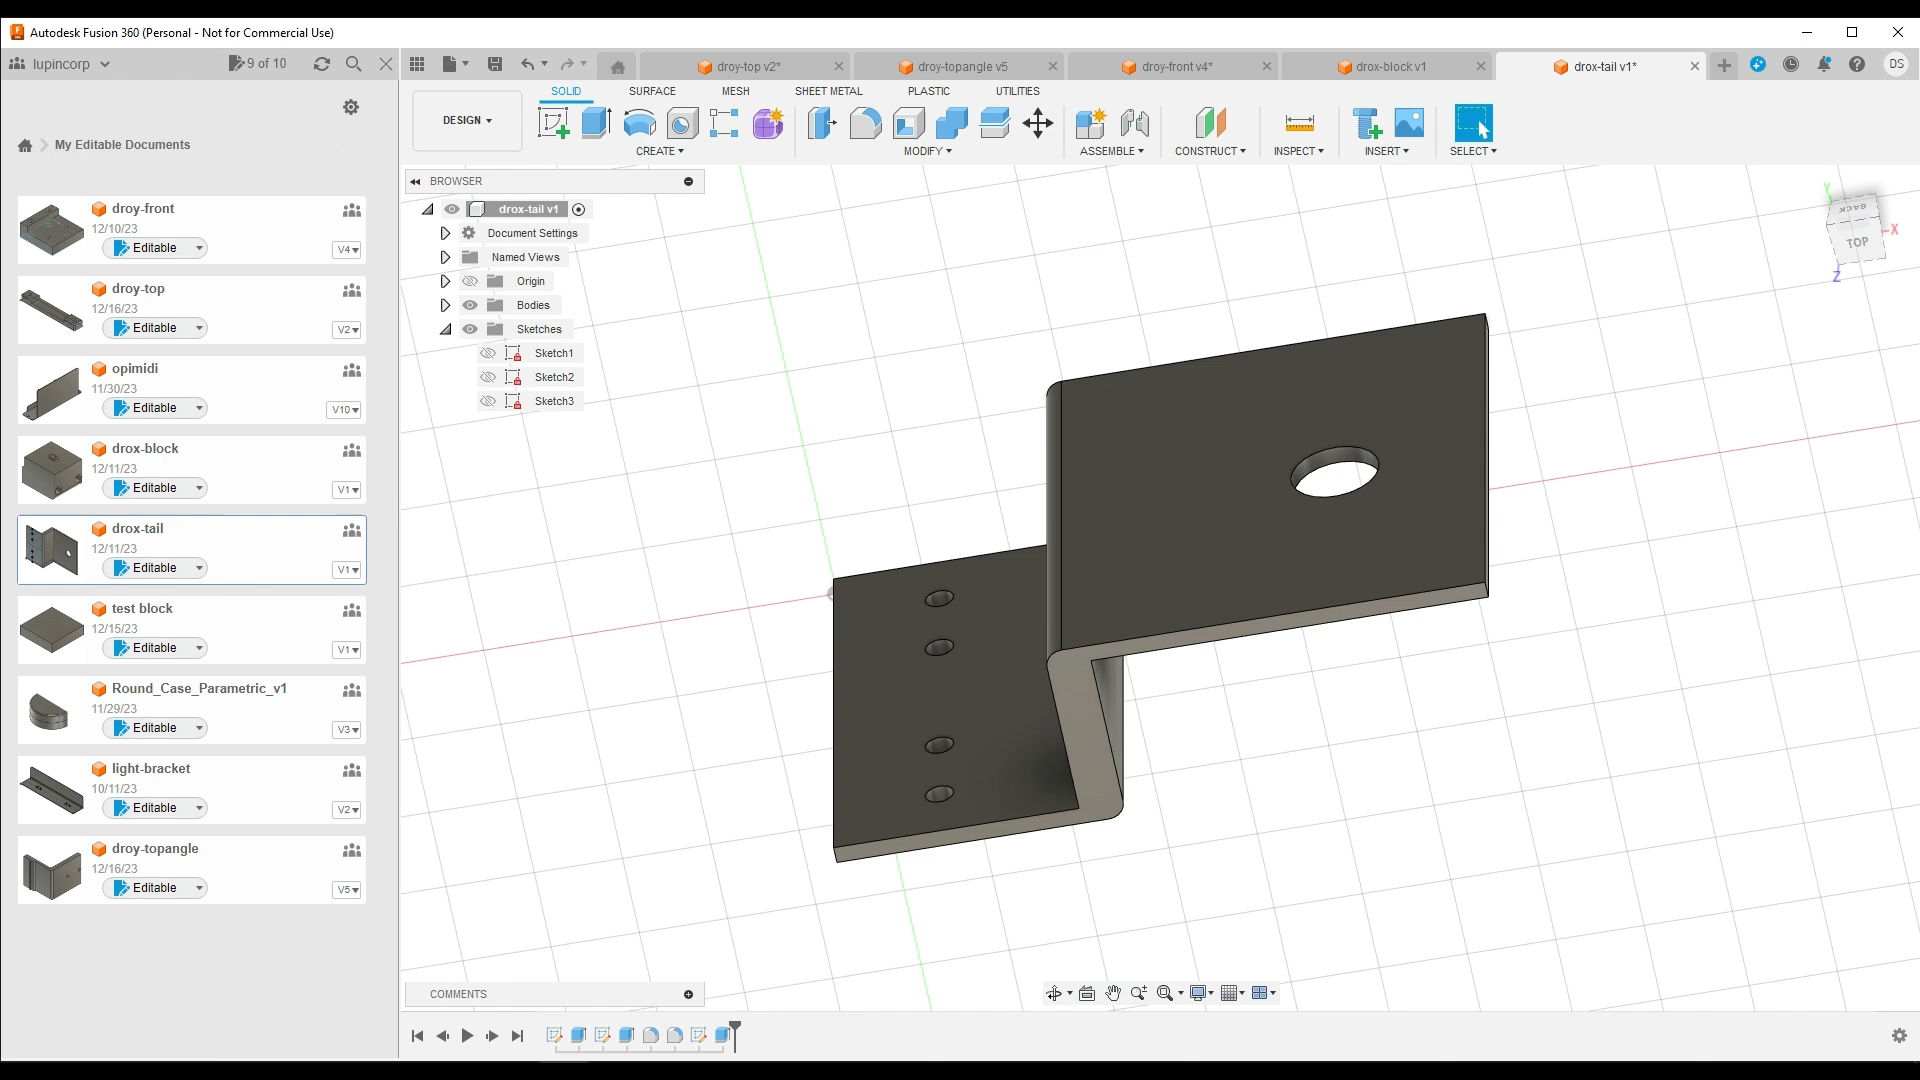 Autodesk Fusion 360 (Personal - Not for Commercial Use)
lupincorp
9 of 10
droy-top v2*
droy-topangle v5
droy-front v4*
drox-block v1
drox-tail v1*
DS
SOLID
SURFACE
MESH
SHEET METAL
PLASTIC
UTILITIES
DESIGN
CREATE
MODIFY
ASSEMBLE
CONSTRUCT
INSPECT
INSERT
SELECT
My Editable Documents
droy-front
12/10/23
Editable
V4
droy-top
12/16/23
Editable
V2
opimidi
11/30/23
Editable
V10
drox-block
12/11/23
Editable
V1
drox-tail
12/11/23
Editable
V1
test block
12/15/23
Editable
V1
Round_Case_Parametric_v1
11/29/23
Editable
V3
light-bracket
10/11/23
Editable
V2
droy-topangle
12/16/23
Editable
V5
BROWSER
drox-tail v1
Document Settings
Named Views
Origin
Bodies
Sketches
Sketch1
Sketch2
Sketch3
Y
BACK
X
TOP
Z
COMMENTS